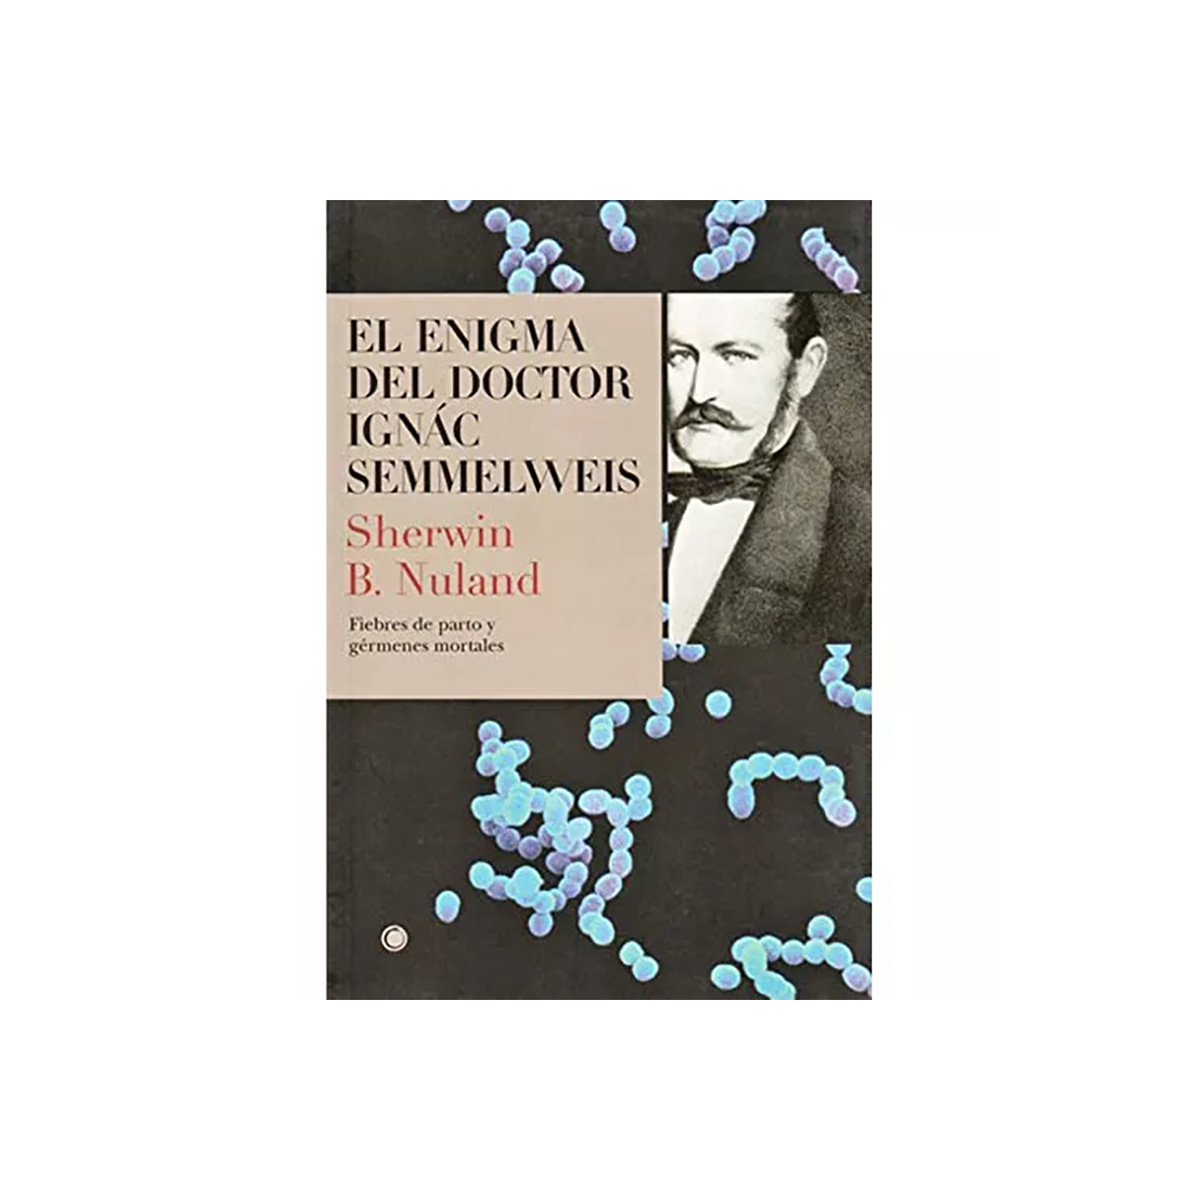 EL ENIGMA
DEL DOCTOR
IGNÁC
SEMMELWEIS
Sherwin
B. Nuland
Fiebres de parto y
gérmenes mortales